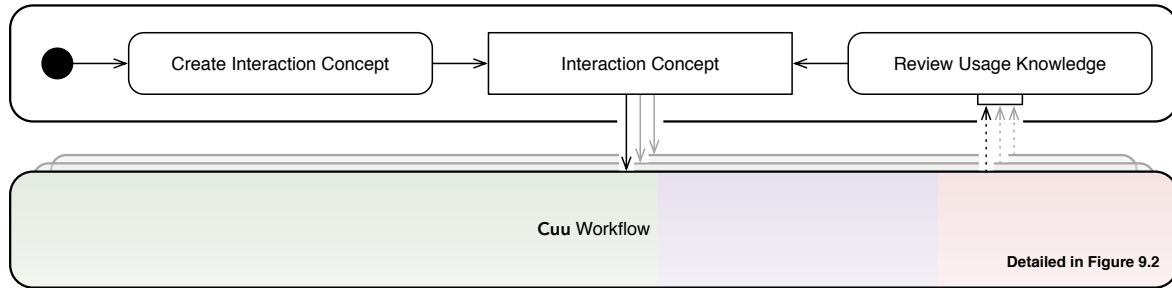 Create Interaction Concept
Interaction Concept
Review Usage Knowledge
Cuu Workflow
Detailed in Figure 9.2